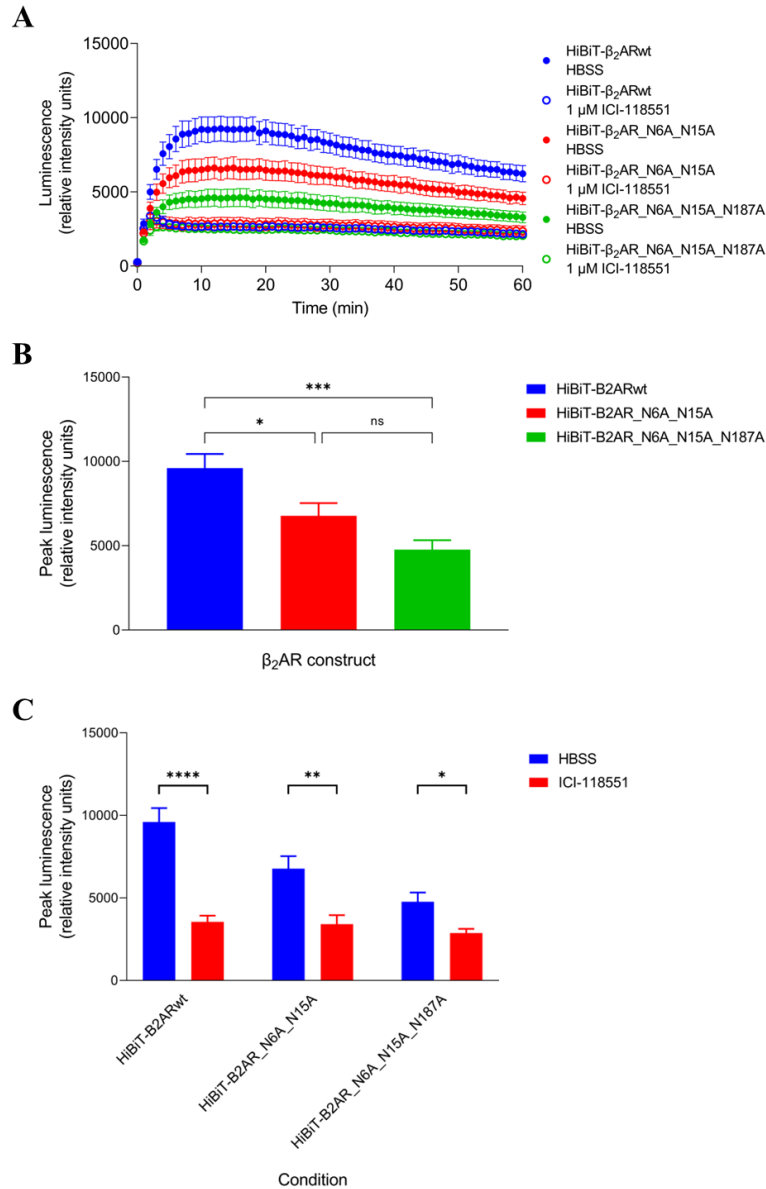 A
15000
10000
5000
0
Luminescence
(relative intensity units)
0 10 20 30 40 50 60
Time (min)
HiBiT-β₂ARwt
HBSS
HiBiT-β₂ARwt
1 μM ICI-118551
HiBiT-β₂AR_N6A_N15A
HBSS
HiBiT-β₂AR_N6A_N15A
1 μM ICI-118551
HiBiT-β₂AR_N6A_N15A_N187A
HBSS
HiBiT-β₂AR_N6A_N15A_N187A
1 μM ICI-118551
B
15000
10000
5000
0
Peak luminescence
(relative intensity units)
***
*
ns
β₂AR construct
HiBiT-B2ARwt
HiBiT-B2AR_N6A_N15A
HiBiT-B2AR_N6A_N15A_N187A
C
15000
10000
5000
0
Peak luminescence
(relative intensity units)
**** ** *
HBSS
ICI-118551
HiBiT-B2ARwt
HiBiT-B2AR_N6A_N15A
HiBiT-B2AR_N6A_N15A_N187A
Condition